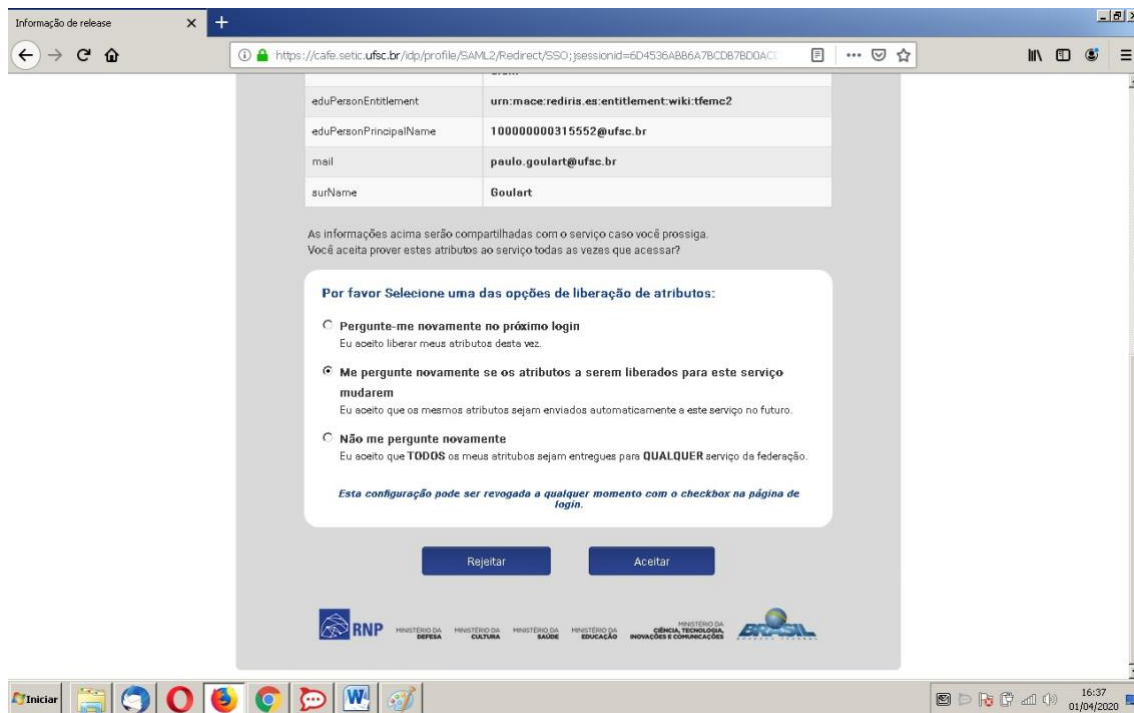 Informação de release
https://cafe.setic.ufsc.br/idp/profile/SAML2/Redirect/SSO;jsessionid=6D4536ABB6A7BCDB7BD0AC
eduPersonEntitlement urn:mace:rediris.es:entitlement:wiki:tfemc2
eduPersonPrincipalName 100000000315552@ufsc.br
mail paulo.goulart@ufsc.br
surName Goulart
As informações acima serão compartilhadas com o serviço caso você prossiga.
Você aceita prover estes atributos ao serviço todas as vezes que acessar?
Por favor Selecione uma das opções de liberação de atributos:
Pergunte-me novamente no próximo login
Eu aceito liberar meus atributos desta vez.
Me pergunte novamente se os atributos a serem liberados para este serviço
mudarem
Eu aceito que os mesmos atributos sejam enviados automaticamente a este serviço no futuro.
Não me pergunte novamente
Eu aceito que TODOS os meus atritubos sejam entregues para QUALQUER serviço da federação.
Esta configuração pode ser revogada a qualquer momento com o checkbox na página de
login.
Rejeitar Aceitar
RNP MINISTÉRIO DA DEFESA MINISTÉRIO DA CULTURA MINISTÉRIO DA SAÚDE MINISTÉRIO DA EDUCAÇÃO MINISTÉRIO DA CIÊNCIA, TECNOLOGIA, INOVAÇÕES E COMUNICAÇÕES BRASIL
Iniciar 16:37
01/04/2020